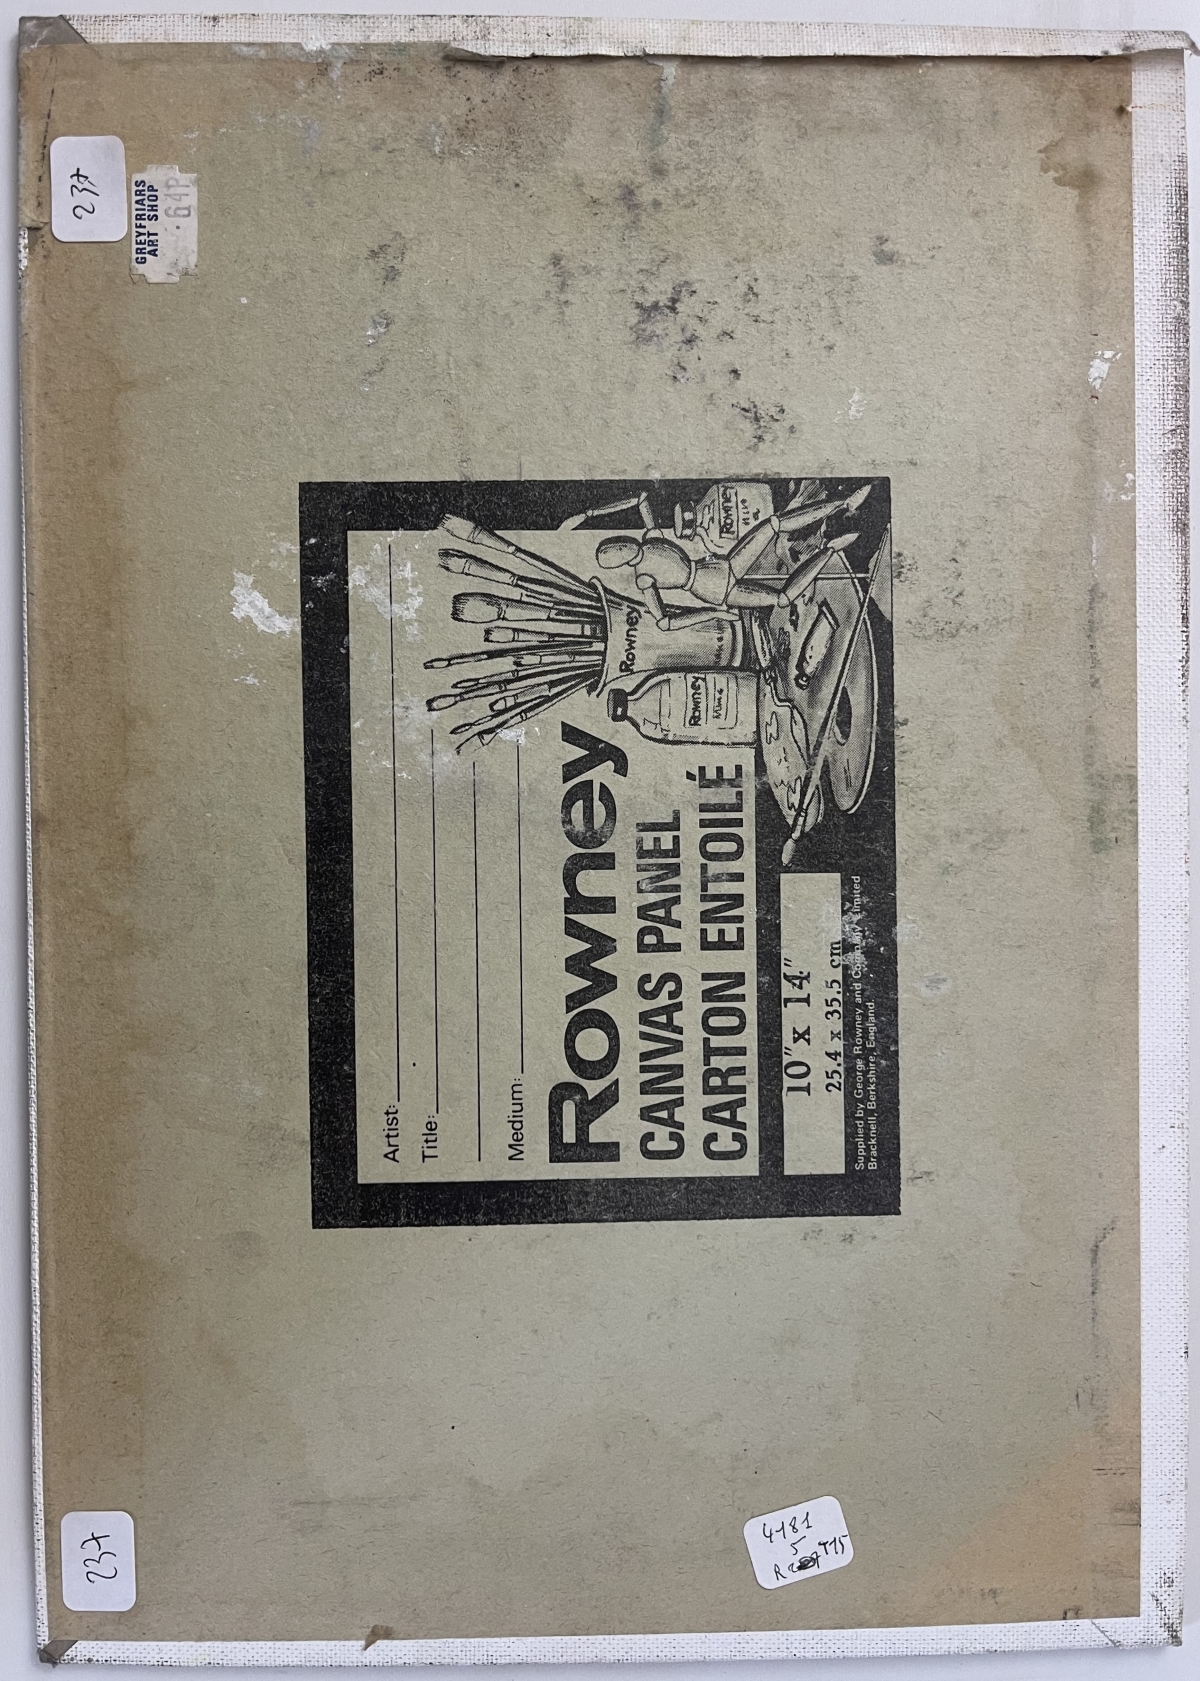 237
GREYFRIARS
ART SHOP
64P
Artist:
Title:
Medium:
Rowney
CANVAS PANEL
CARTON ENTOILÉ
10" x 14"
25.4 x 35.5 cm
Supplied by George Rowney and Company Limited
Bracknell, Berkshire, England.
Rowney
Rowney
Rowney
237
4181
5